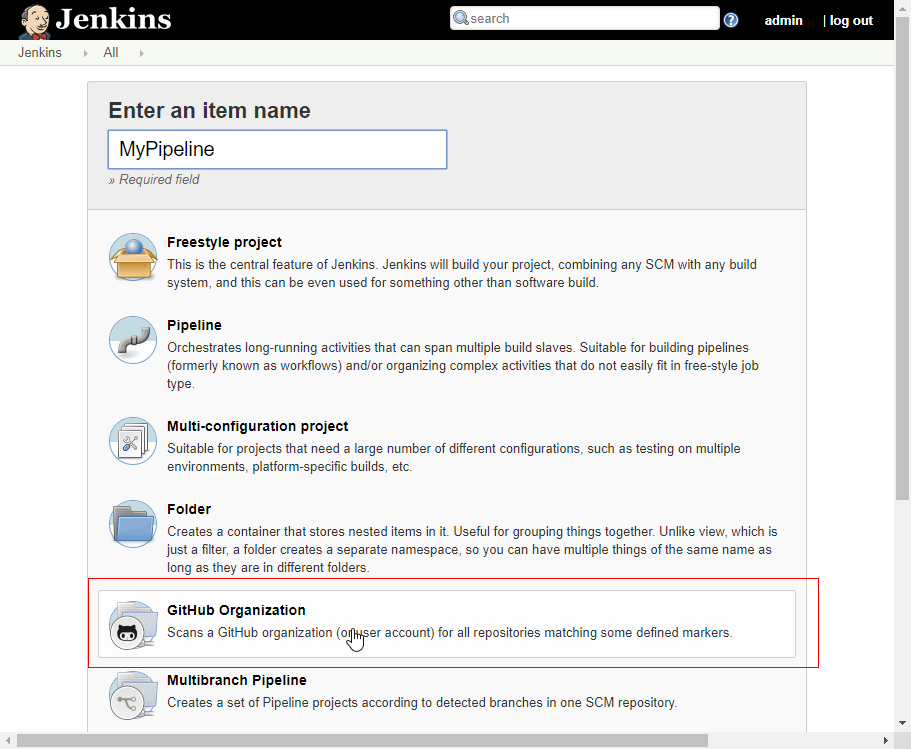 Jenkins
search
admin
| log out
Jenkins
All
Enter an item name
MyPipeline
» Required field
Freestyle project
This is the central feature of Jenkins. Jenkins will build your project, combining any SCM with any build
system, and this can be even used for something other than software build.
Pipeline
Orchestrates long-running activities that can span multiple build slaves. Suitable for building pipelines
(formerly known as workflows) and/or organizing complex activities that do not easily fit in free-style job
type.
Multi-configuration project
Suitable for projects that need a large number of different configurations, such as testing on multiple
environments, platform-specific builds, etc.
Folder
Creates a container that stores nested items in it. Useful for grouping things together. Unlike view, which is
just a filter, a folder creates a separate namespace, so you can have multiple things of the same name as
long as they are in different folders.
GitHub Organization
Scans a GitHub organization (or user account) for all repositories matching some defined markers.
Multibranch Pipeline
Creates a set of Pipeline projects according to detected branches in one SCM repository.